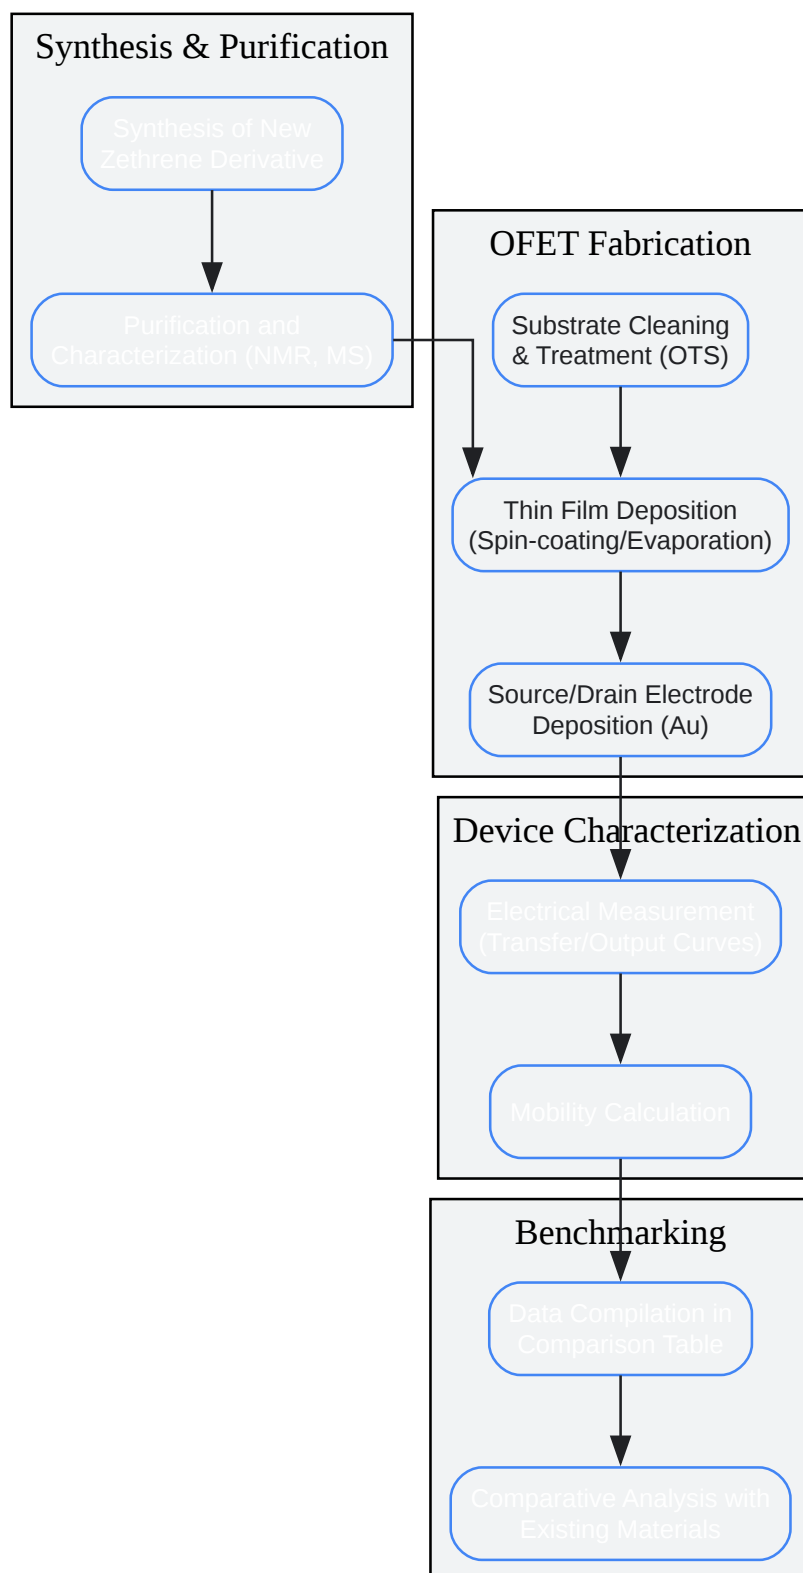 Synthesis & Purification
Synthesis of New
Zethrene Derivative
Purification and
Characterization (NMR, MS)
OFET Fabrication
Substrate Cleaning
& Treatment (OTS)
Thin Film Deposition
(Spin-coating/Evaporation)
Source/Drain Electrode
Deposition (Au)
Device Characterization
Electrical Measurement
(Transfer/Output Curves)
Mobility Calculation
Benchmarking
Data Compilation in
Comparison Table
Comparative Analysis with
Existing Materials